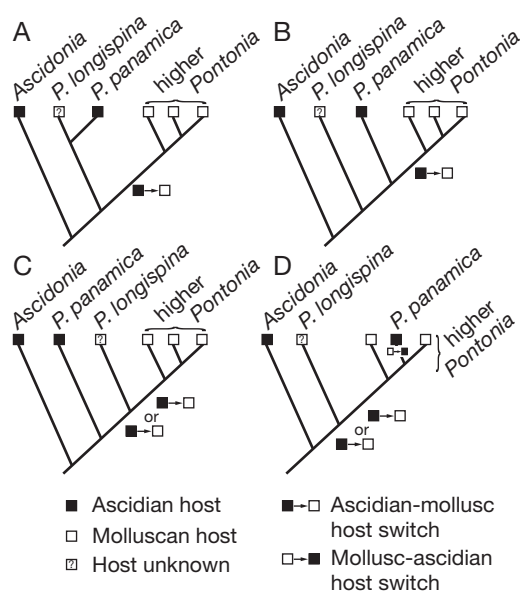 A
Ascidonia
P. longispina
P. panamica
higher
Pontonia
?
B
Ascidonia
P. longispina
P. panamica
higher
Pontonia
?
C
Ascidonia
P. panamica
P. longispina
higher
Pontonia
?
or
D
Ascidonia
P. longispina
P. panamica
higher
Pontonia
?
or
Ascidian host
Molluscan host
? Host unknown
Ascidian-mollusc
host switch
Mollusc-ascidian
host switch